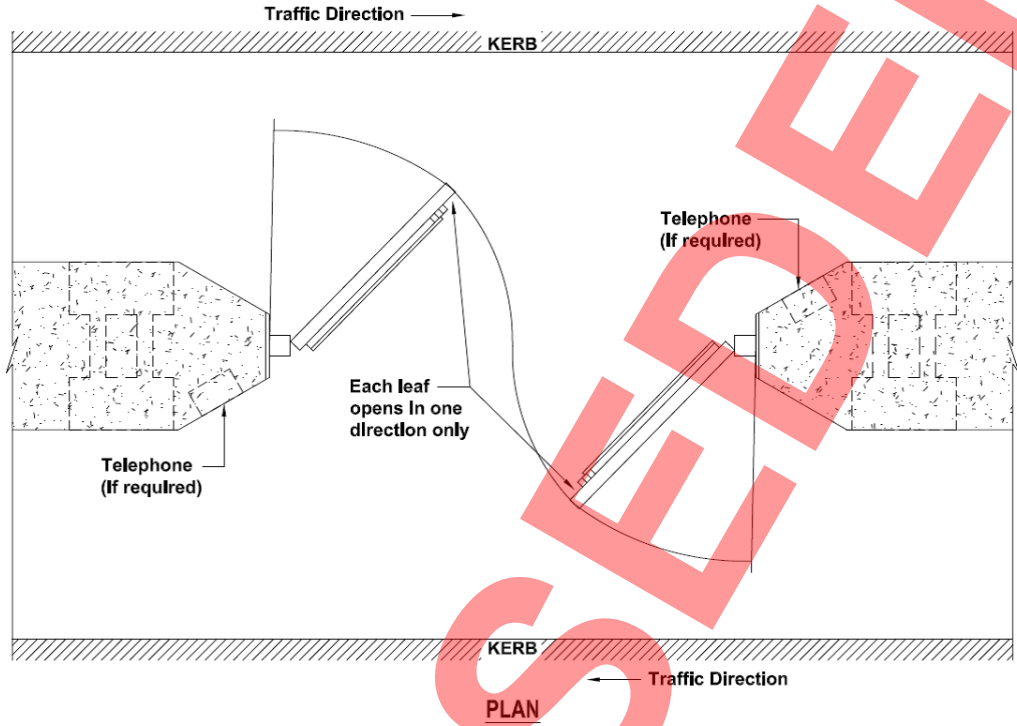 Traffic Direction
KERB
Telephone
(If required)
Each leaf
opens In one
direction only
Telephone
(If required)
KERB
Traffic Direction
PLAN
SEDE